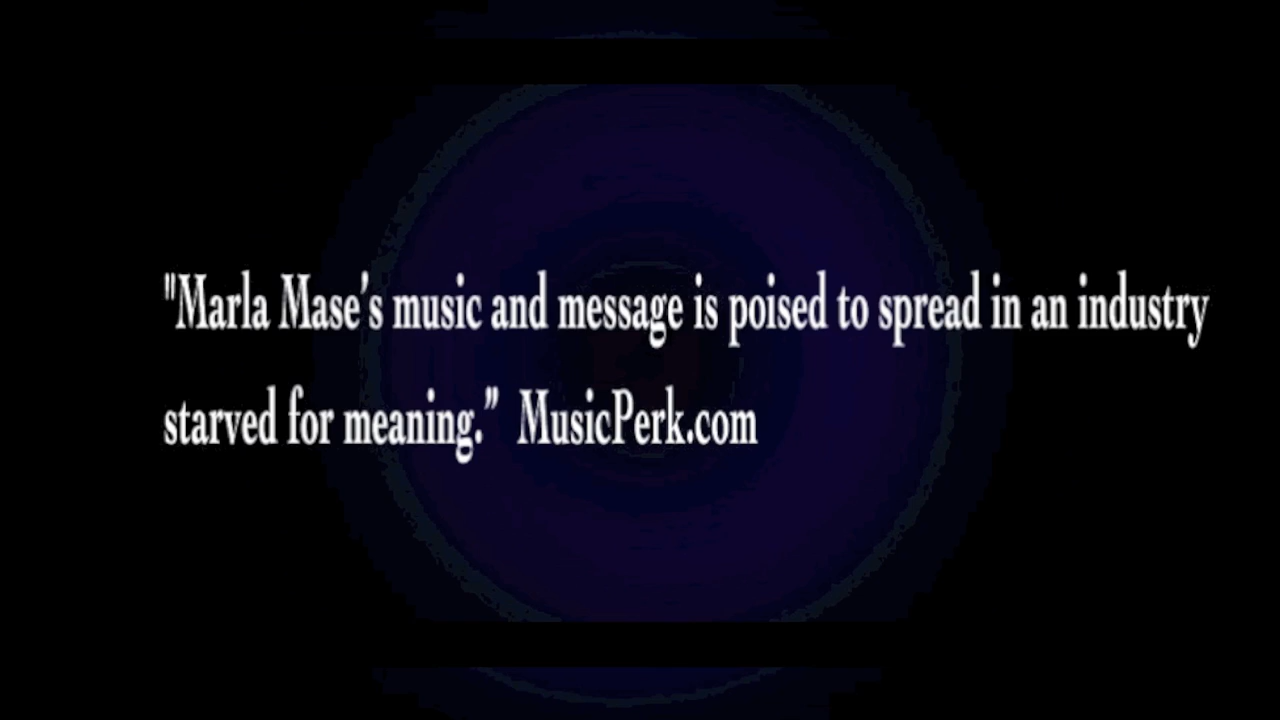 "Marla Mase's music and message is poised to spread in an industry
starved for meaning.” MusicPerk.com